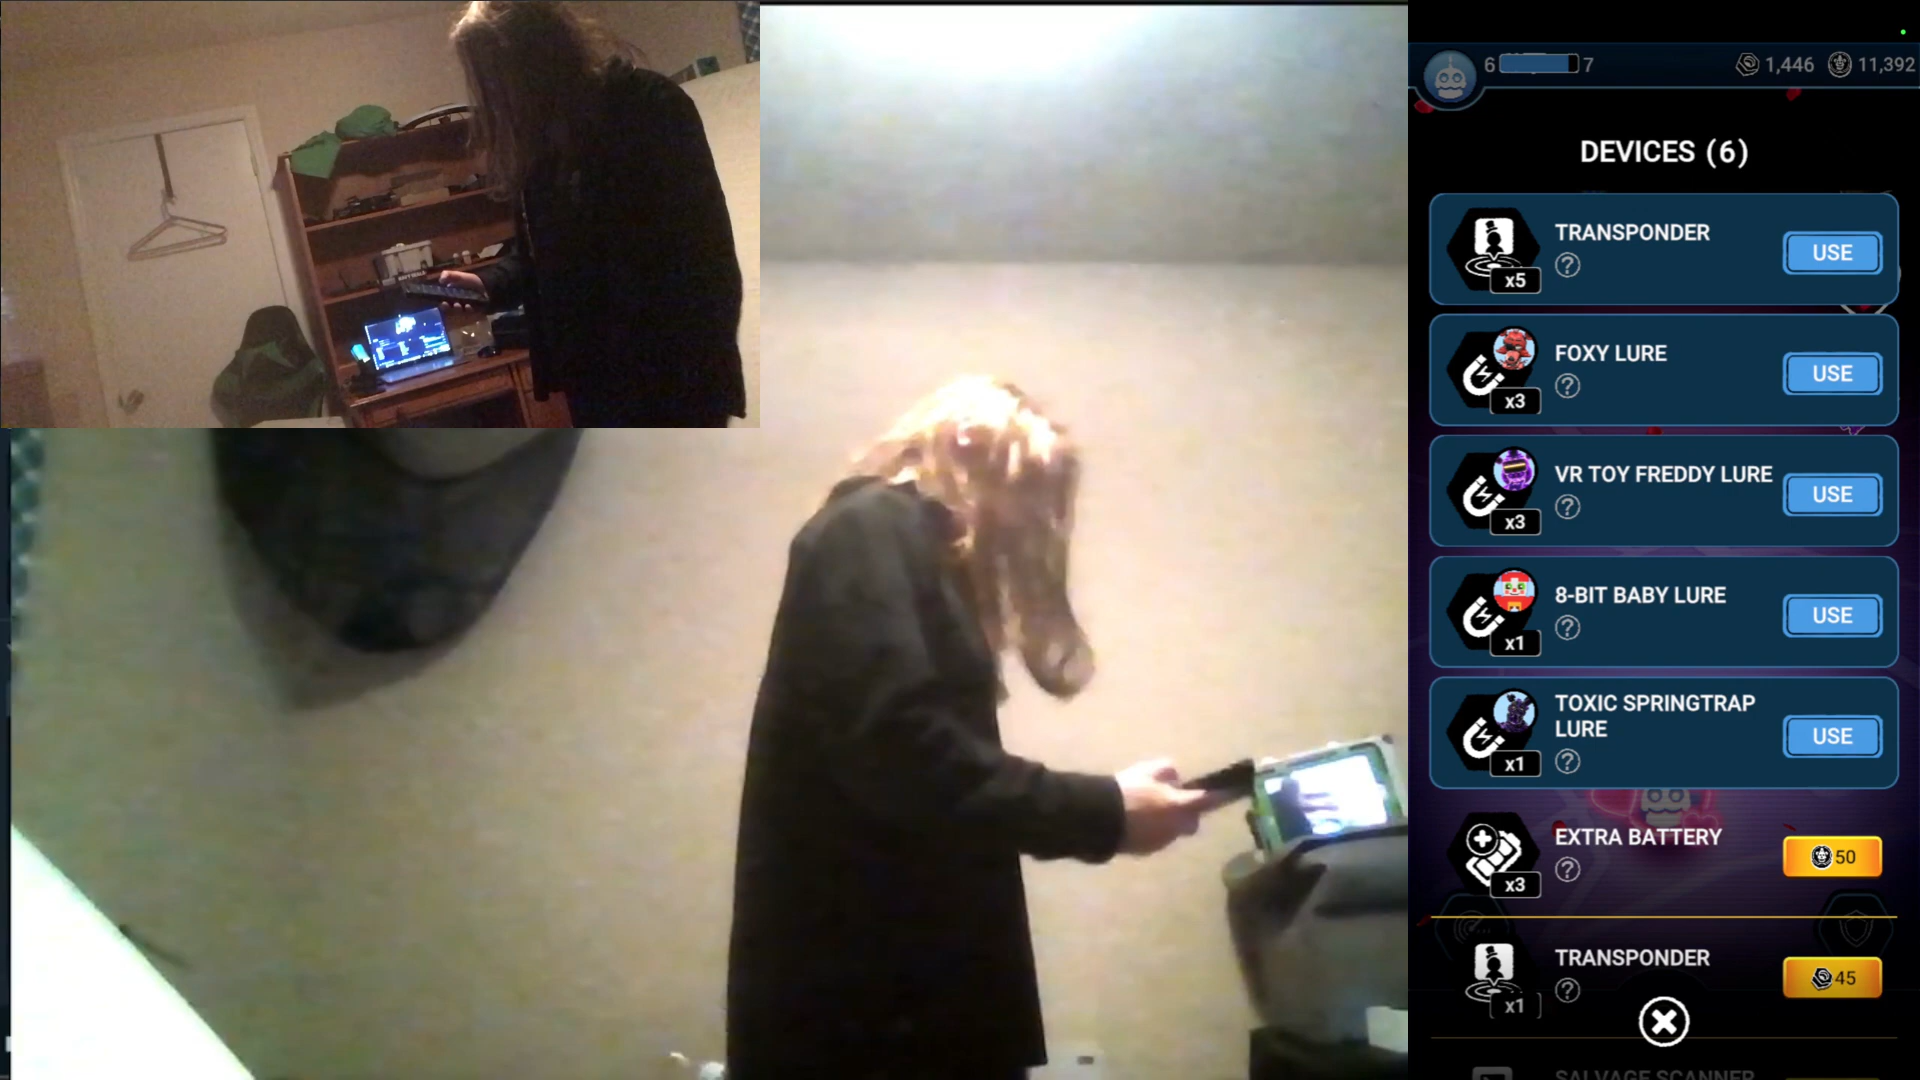 6 7 1,446 11,392
DEVICES (6)
TRANSPONDER
x5
USE
FOXY LURE
x3
USE
VR TOY FREDDY LURE
x3
USE
8-BIT BABY LURE
x1
USE
TOXIC SPRINGTRAP
LURE
x1
USE
EXTRA BATTERY
x3
50
TRANSPONDER
x1
45
SALVAGE SCANNER